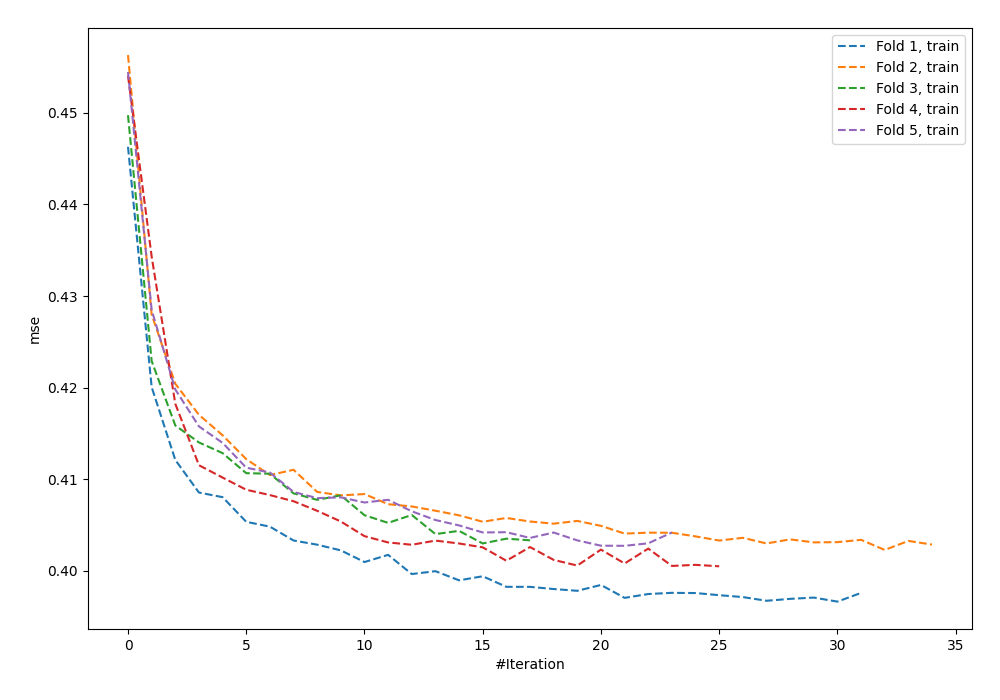 Fold 1, train
Fold 2, train
Fold 3, train
Fold 4, train
Fold 5, train
0.45
0.44
0.43
0.42
0.41
0.40
mse
0
5
10
15
20
25
30
35
#Iteration